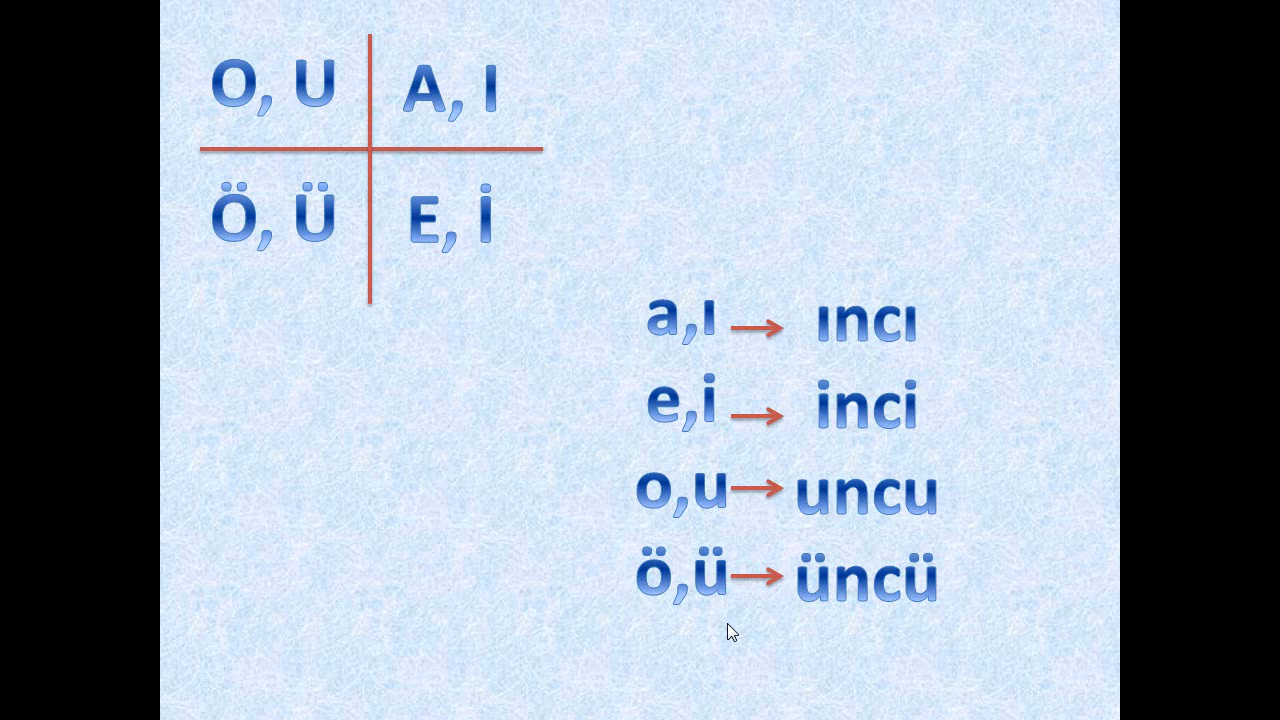 O, U A, I
Ö, Ü E, İ
a,ı → ıncı
e,i → inci
o,u → uncu
ö,ü → üncü